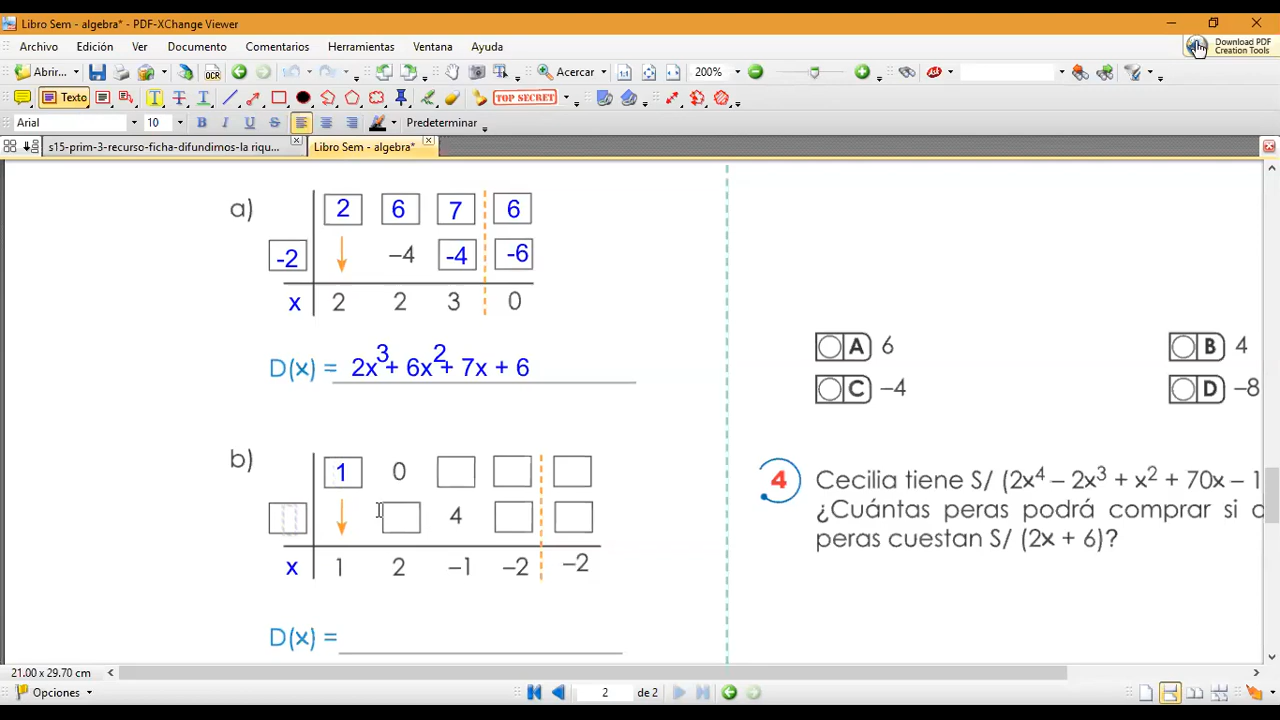 Libro Sem - algebra* - PDF-XChange Viewer
Archivo Edición Ver Documento Comentarios Herramientas Ventana Ayuda
Download PDF
Creation Tools
Abrir... OCR Acercar 200%
Texto TOP SECRET
Arial 10 B I U S Predeterminar
s15-prim-3-recurso-ficha-difundimos-la riqu... Libro Sem - algebra*
a) 2 6 7 6
-2 –4 -4 -6
x 2 2 3 0
D(x) = 2x³+ 6x²+ 7x + 6
b) 1 0
4
x 1 2 –1 –2 –2
D(x) =
A 6 B 4
C –4 D –8
4 Cecilia tiene S/ (2x⁴ – 2x³ + x² + 70x – 1
¿Cuántas peras podrá comprar si c
peras cuestan S/ (2x + 6)?
21.00 x 29.70 cm
Opciones 2 de 2